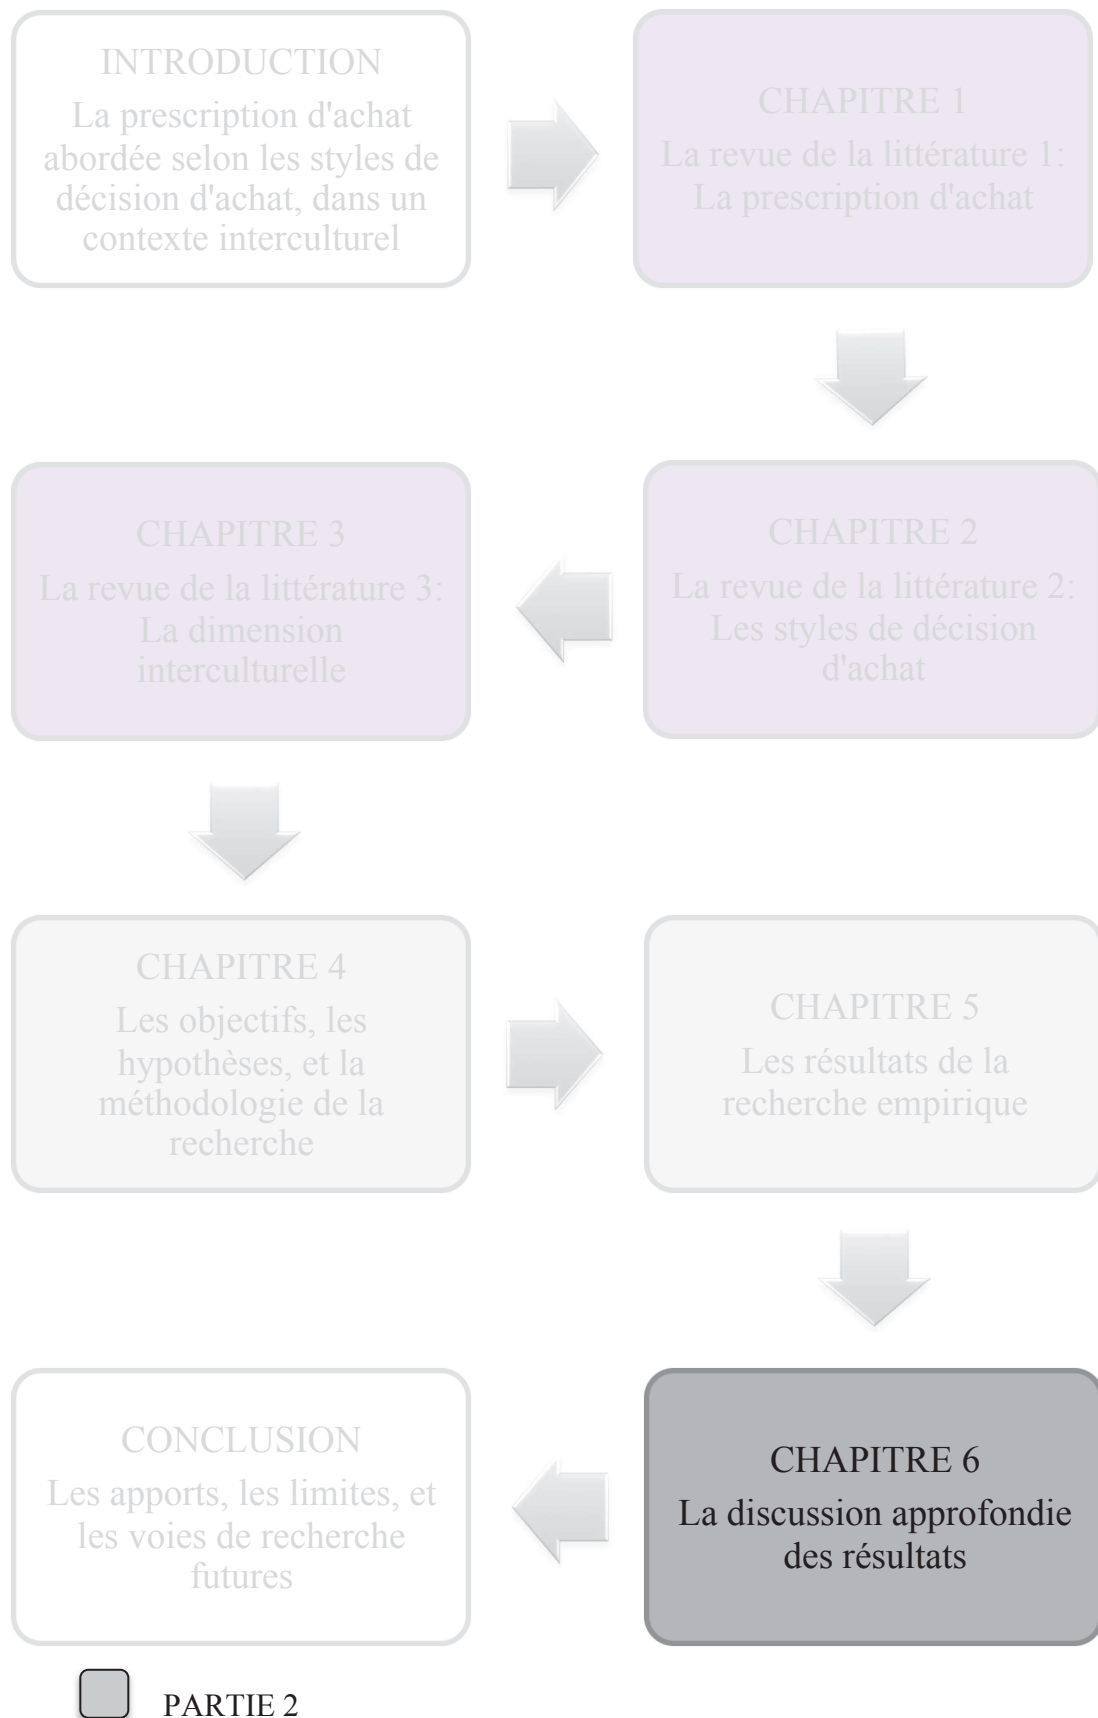 INTRODUCTION
La prescription d'achat
abordée selon les styles de
décision d'achat, dans un
contexte interculturel
CHAPITRE 1
La revue de la littérature 1:
La prescription d'achat
CHAPITRE 2
La revue de la littérature 2:
Les styles de décision
d'achat
CHAPITRE 3
La revue de la littérature 3:
La dimension
interculturelle
CHAPITRE 4
Les objectifs, les
hypothèses, et la
méthodologie de la
recherche
CHAPITRE 5
Les résultats de la
recherche empirique
CHAPITRE 6
La discussion approfondie
des résultats
CONCLUSION
Les apports, les limites, et
les voies de recherche
futures
PARTIE 2